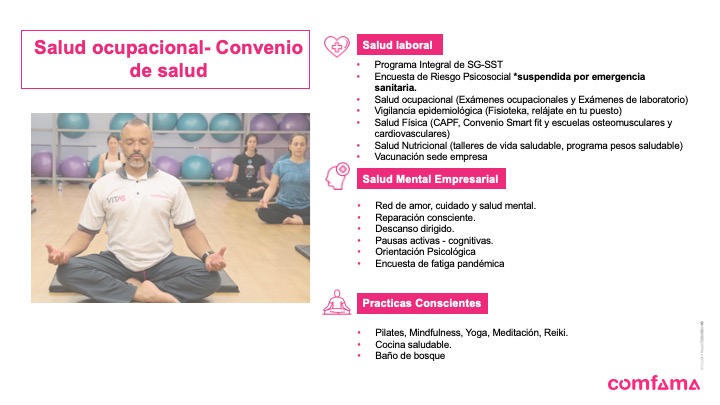 Salud ocupacional- Convenio
de salud
VITAS
Salud laboral
• Programa Integral de SG-SST
• Encuesta de Riesgo Psicosocial *suspendida por emergencia
sanitaria.
• Salud ocupacional (Exámenes ocupacionales y Exámenes de laboratorio)
• Vigilancia epidemiológica (Fisioteka, relájate en tu puesto)
• Salud Física (CAPF, Convenio Smart fit y escuelas osteomusculares y
cardiovasculares)
• Salud Nutricional (talleres de vida saludable, programa pesos saludable)
• Vacunación sede empresa
Salud Mental Empresarial
• Red de amor, cuidado y salud mental.
• Reparación consciente.
• Descanso dirigido.
• Pausas activas - cognitivas.
• Orientación Psicológica
• Encuesta de fatiga pandémica
Practicas Conscientes
• Pilates, Mindfulness, Yoga, Meditación, Reiki.
• Cocina saludable.
• Baño de bosque
comfama